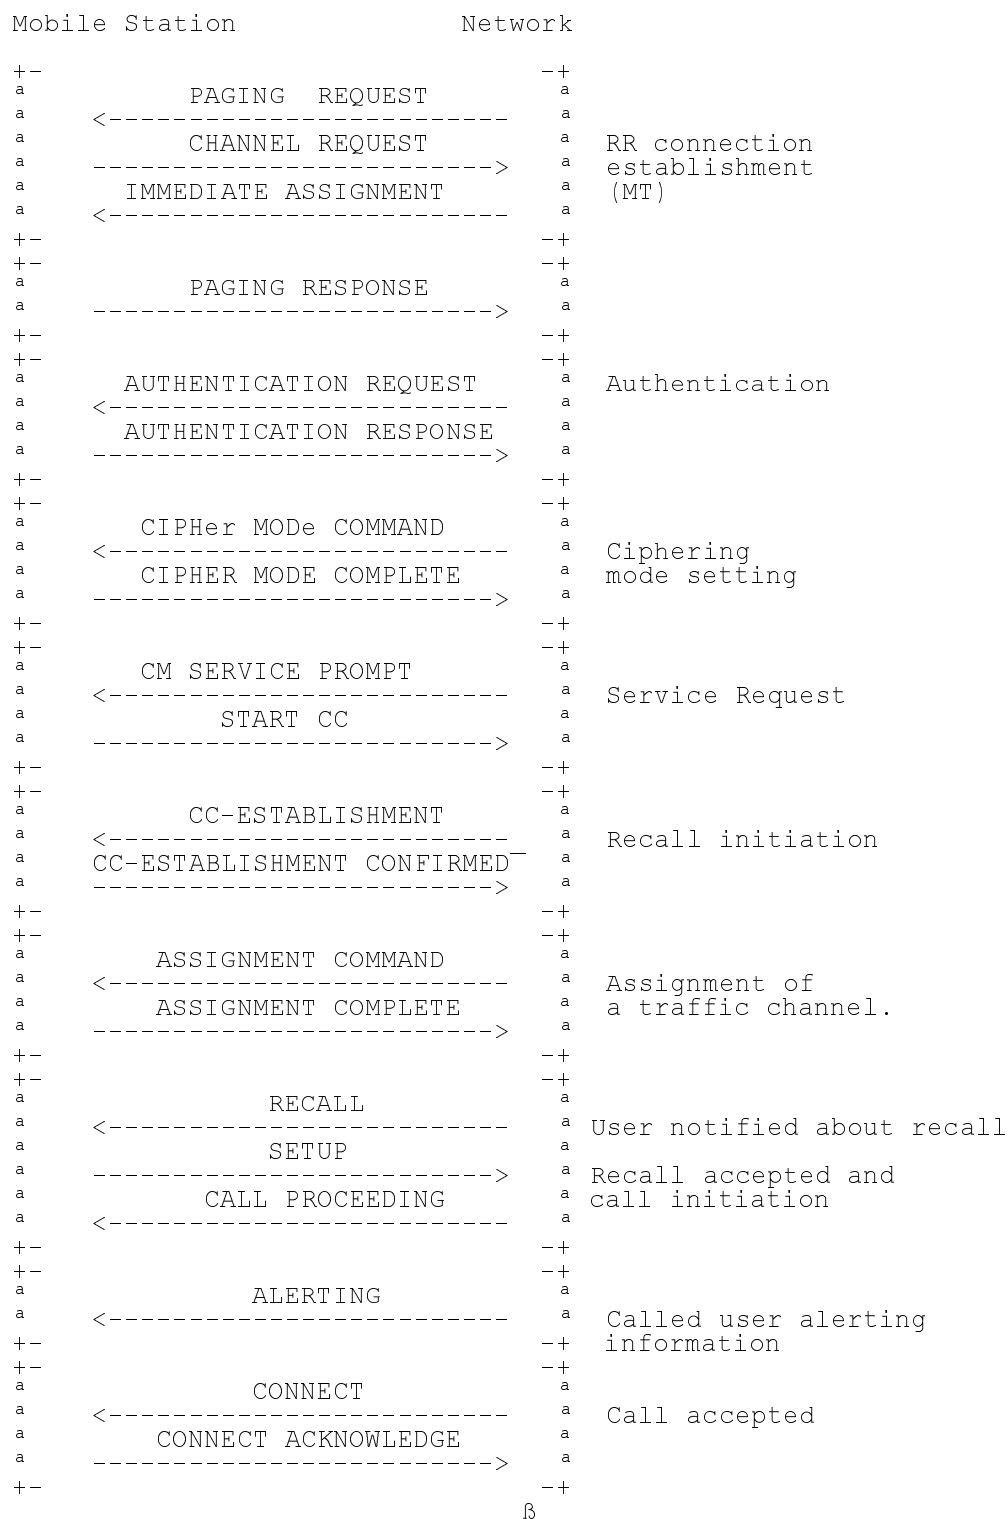 Mobile Station                            Network
+-                                                              -+
a            PAGING  REQUEST                 a
a     <-------------------------      a
a            CHANNEL REQUEST                 a   RR connection
a     ------------------------->      a   establishment
a       IMMEDIATE ASSIGNMENT            a   (MT)
a     <-------------------------      a
+-                                                              -+
+-                                                              -+
a            PAGING RESPONSE                 a
a     ------------------------->      a
+-                                                              -+
+-                                                              -+
a       AUTHENTICATION REQUEST          a   Authentication
a     <-------------------------      a
a       AUTHENTICATION RESPONSE         a
a     ------------------------->      a
+-                                                              -+
+-                                                              -+
a        CIPHer MODe COMMAND            a
a     <-------------------------      a   Ciphering
a        CIPHER MODE COMPLETE           a   mode setting
a     ------------------------->      a
+-                                                              -+
+-                                                              -+
a        CM SERVICE PROMPT              a
a     <-------------------------      a   Service Request
a             START CC                  a
a     ------------------------->      a
+-                                                              -+
+-                                                              -+
a           CC-ESTABLISHMENT            a
a     <-------------------------      a   Recall initiation
a     CC-ESTABLISHMENT CONFIRMED¯     a
a     ------------------------->      a
+-                                                              -+
+-                                                              -+
a         ASSIGNMENT COMMAND            a
a     <-------------------------      a   Assignment of
a         ASSIGNMENT COMPLETE           a   a traffic channel.
a     ------------------------->      a
+-                                                              -+
+-                                                              -+
a                RECALL                 a
a     <-------------------------      a  User notified about recall
a                SETUP                  a
a     ------------------------->      a  Recall accepted and
a            CALL PROCEEDING            a  call initiation
a     <-------------------------      a
+-                                                              -+
+-                                                              -+
a               ALERTING                a
a     <-------------------------      a   Called user alerting
+-                                                              -+  information
+-                                                              -+
a               CONNECT                 a
a     <-------------------------      a   Call accepted
a         CONNECT ACKNOWLEDGE           a
a     ------------------------->      a
+-                                                              -+
ß